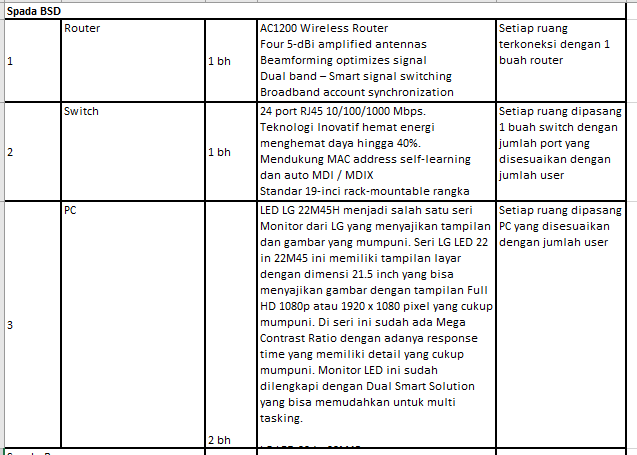 Spada BSD
1
Router
1 bh
AC1200 Wireless Router
Four 5-dBi amplified antennas
Beamforming optimizes signal
Dual band – Smart signal switching
Broadband account synchronization
Setiap ruang
terkoneksi dengan 1
buah router
2
Switch
1 bh
24 port RJ45 10/100/1000 Mbps.
Teknologi Inovatif hemat energi
menghemat daya hingga 40%.
Mendukung MAC address self-learning
dan auto MDI / MDIX
Standar 19-inci rack-mountable rangka
Setiap ruang dipasang
1 buah switch dengan
jumlah port yang
disesuaikan dengan
jumlah user
3
PC
2 bh
LED LG 22M45H menjadi salah satu seri
Monitor dari LG yang menyajikan tampilan
dan gambar yang mumpuni. Seri LG LED 22
in 22M45 ini memiliki tampilan layar
dengan dimensi 21.5 inch yang bisa
menyajikan gambar dengan tampilan Full
HD 1080p atau 1920 x 1080 pixel yang cukup
mumpuni. Di seri ini sudah ada Mega
Contrast Ratio dengan adanya response
time yang memiliki detail yang cukup
mumpuni. Monitor LED ini sudah
dilengkapi dengan Dual Smart Solution
yang bisa memudahkan untuk multi
tasking.
Setiap ruang dipasang
PC yang disesuaikan
dengan jumlah user